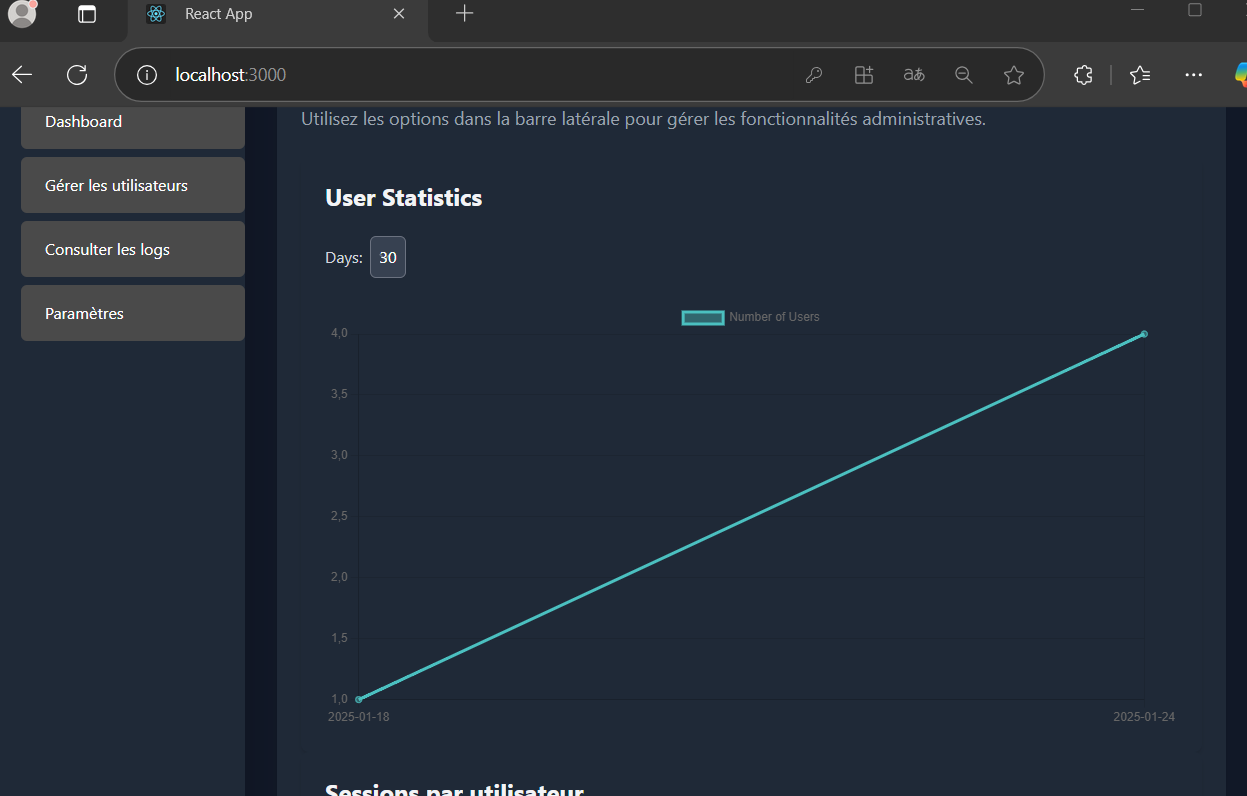 React App
localhost:3000
aあ
Dashboard
Utilisez les options dans la barre latérale pour gérer les fonctionnalités administratives.
Gérer les utilisateurs
Consulter les logs
Paramètres
User Statistics
Days: 30
Number of Users
4,0
3,5
3,0
2,5
2,0
1,5
1,0
2025-01-18 2025-01-24
Sessions par utilisateur